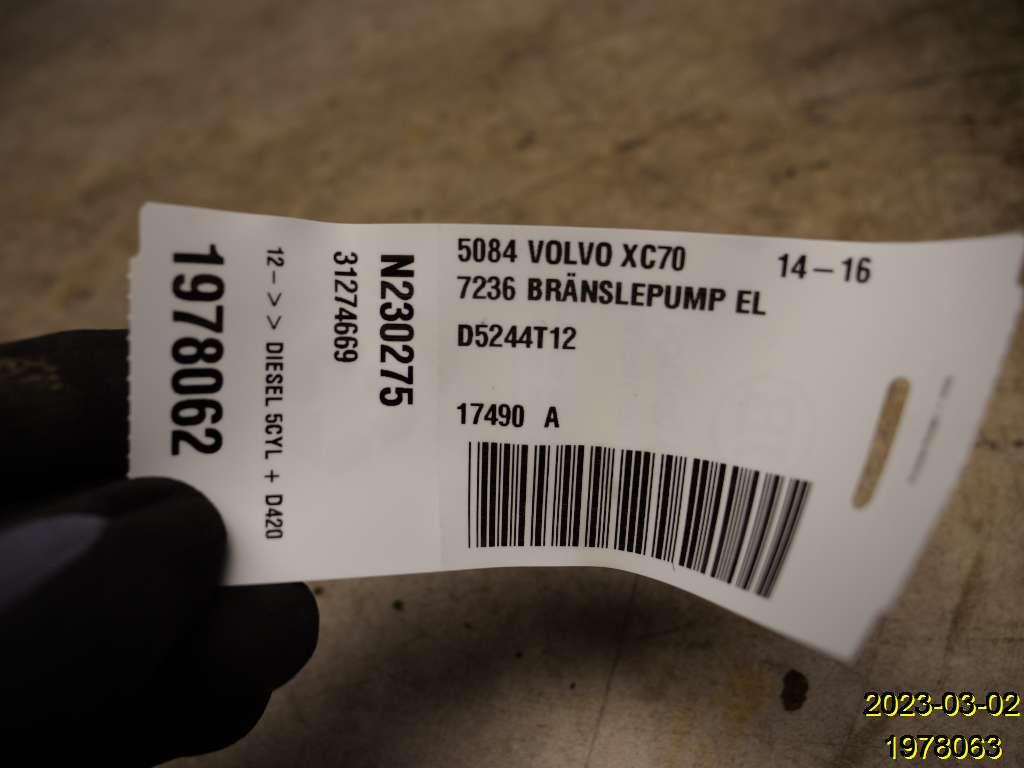 5084 VOLVO XC70 14-16
7236 BRÄNSLEPUMP EL
D5244T12
17490 A
N230275
31274669
12- > > DIESEL 5CYL + D420
1978062
2023-03-02
1978063